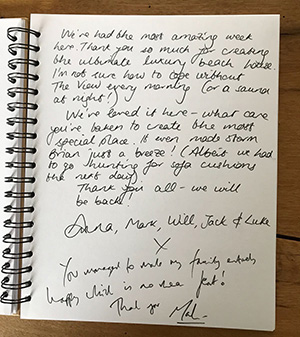 We've had the most amazing week
here. Thank you so much for creating
the ultimate luxury beach house.
I'm not sure how to cope without
The View every morning (or a sauna
at night!)
We've loved it here – what care
you've taken to create the most
special place. It even made storm
Brian just a breeze! (Albeit we had
to go hunting for sofa cushions
the next day)
Thank you all – we will
be back!
Anna, Mark, Will, Jack & Luke
X
You managed to make my family
happy which is no mean feat!
Thank you